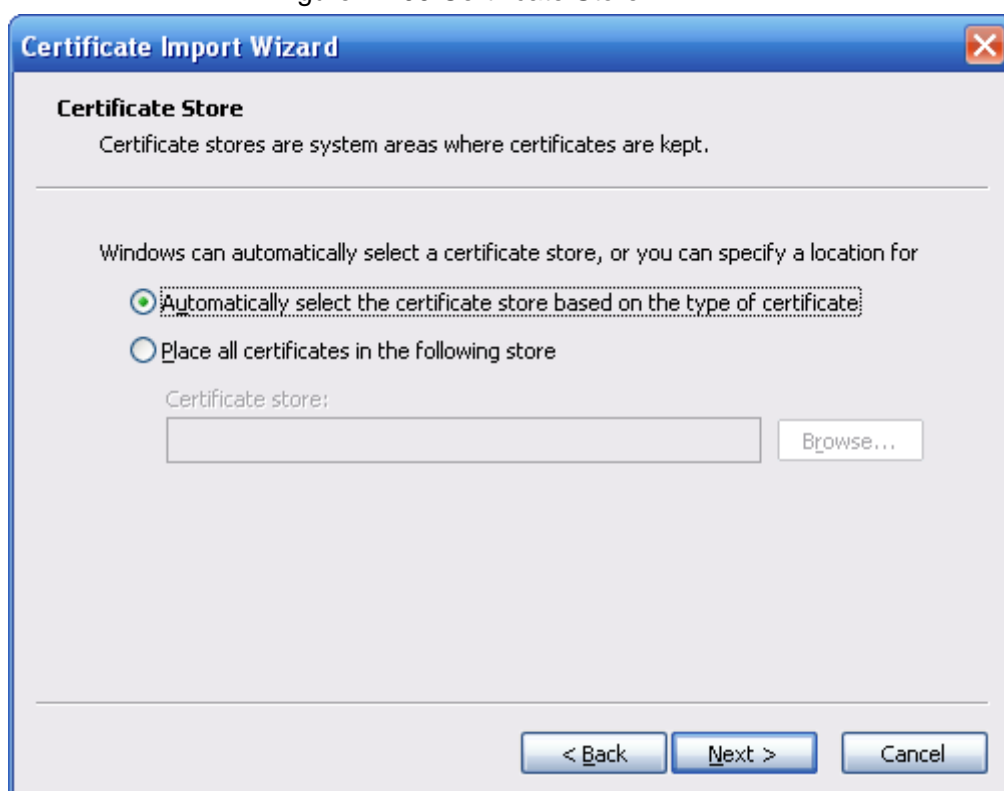 Certificate Store
Certificate Import Wizard
Certificate Store
Certificate stores are system areas where certificates are kept.
Windows can automatically select a certificate store, or you can specify a location for
Automatically select the certificate store based on the type of certificate
Place all certificates in the following store
Certificate store:
Browse...
< Back Next > Cancel